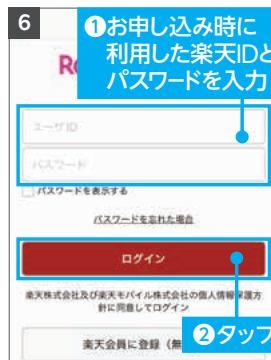 6
❶お申し込み時に
利用した楽天IDと
パスワードを入力
R
ユーザID
パスワード
パスワードを表示する
パスワードを忘れた場合
ログイン
楽天株式会社及び楽天モバイル株式会社の個人情報保護方
針に同意してログイン
❷タップ
楽天会員に登録（無